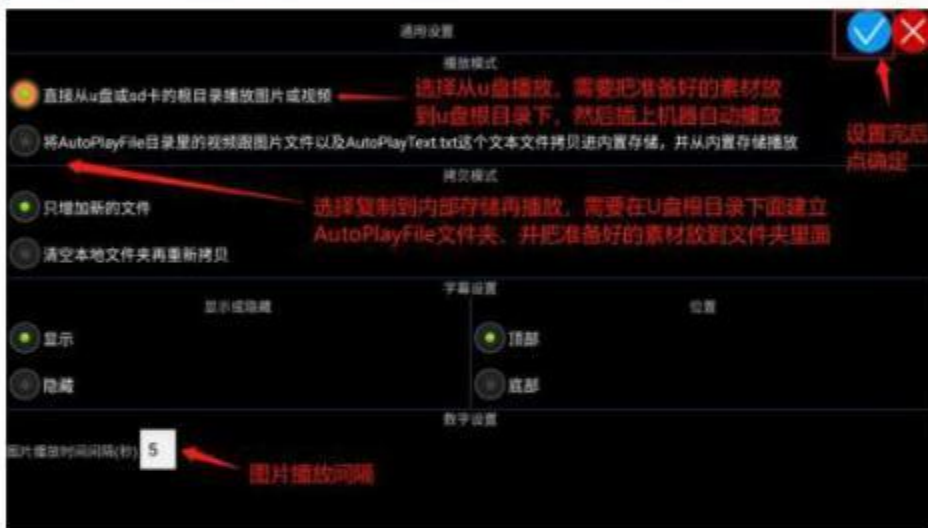 通用设置
播放模式
直接从u盘或sd卡的根目录播放图片或视频
选择从u盘播放，需要把准备好的素材放
到u盘根目录下，然后插上机器自动播放
将AutoPlayFile目录里的视频跟图片文件以及AutoPlayText.txt这个文本文件拷贝进内置存储，并从内置存储播放
设置完后
点确定
拷贝模式
只增加新的文件
选择复制到内部存储再播放，需要在U盘根目录下面建立
AutoPlayFile文件夹、并把准备好的素材放到文件夹里面
清空本地文件夹再重新拷贝
字幕设置
显示或隐藏
位置
显示
顶部
隐藏
底部
数字设置
图片播放时间间隔(秒) 5
图片播放间隔